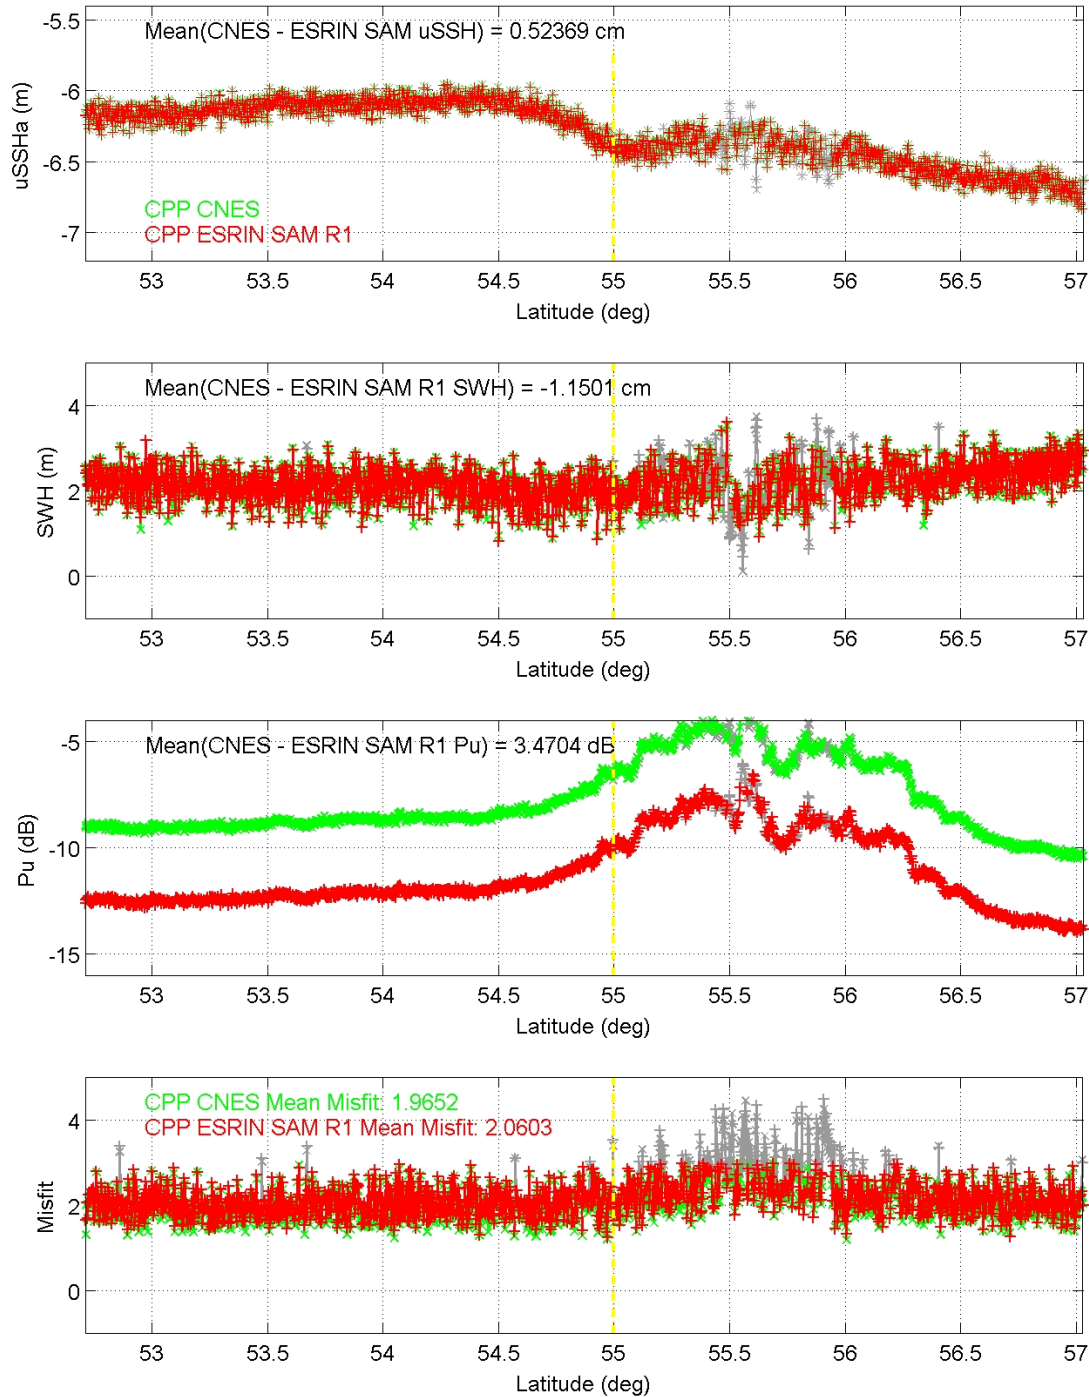 Mean(CNES - ESRIN SAM uSSH) = 0.52369 cm
-5.5
-6
-6.5
-7
uSSHa (m)
CPP CNES
CPP ESRIN SAM R1
53 53.5 54 54.5 55 55.5 56 56.5 57
Latitude (deg)
Mean(CNES - ESRIN SAM R1 SWH) = -1.1501 cm
4
2
0
SWH (m)
53 53.5 54 54.5 55 55.5 56 56.5 57
Latitude (deg)
Mean(CNES - ESRIN SAM R1 Pu) = 3.4704 dB
-5
-10
-15
Pu (dB)
53 53.5 54 54.5 55 55.5 56 56.5 57
Latitude (deg)
CPP CNES Mean Misfit: 1.9652
CPP ESRIN SAM R1 Mean Misfit: 2.0603
4
2
0
Misfit
53 53.5 54 54.5 55 55.5 56 56.5 57
Latitude (deg)